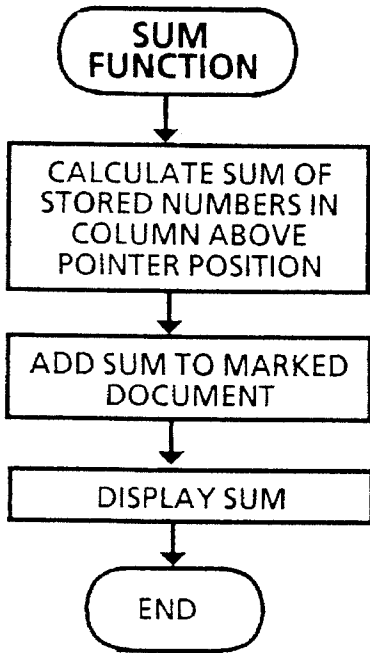 SUM
FUNCTION
CALCULATE SUM OF
STORED NUMBERS IN
COLUMN ABOVE
POINTER POSITION
ADD SUM TO MARKED
DOCUMENT
DISPLAY SUM
END